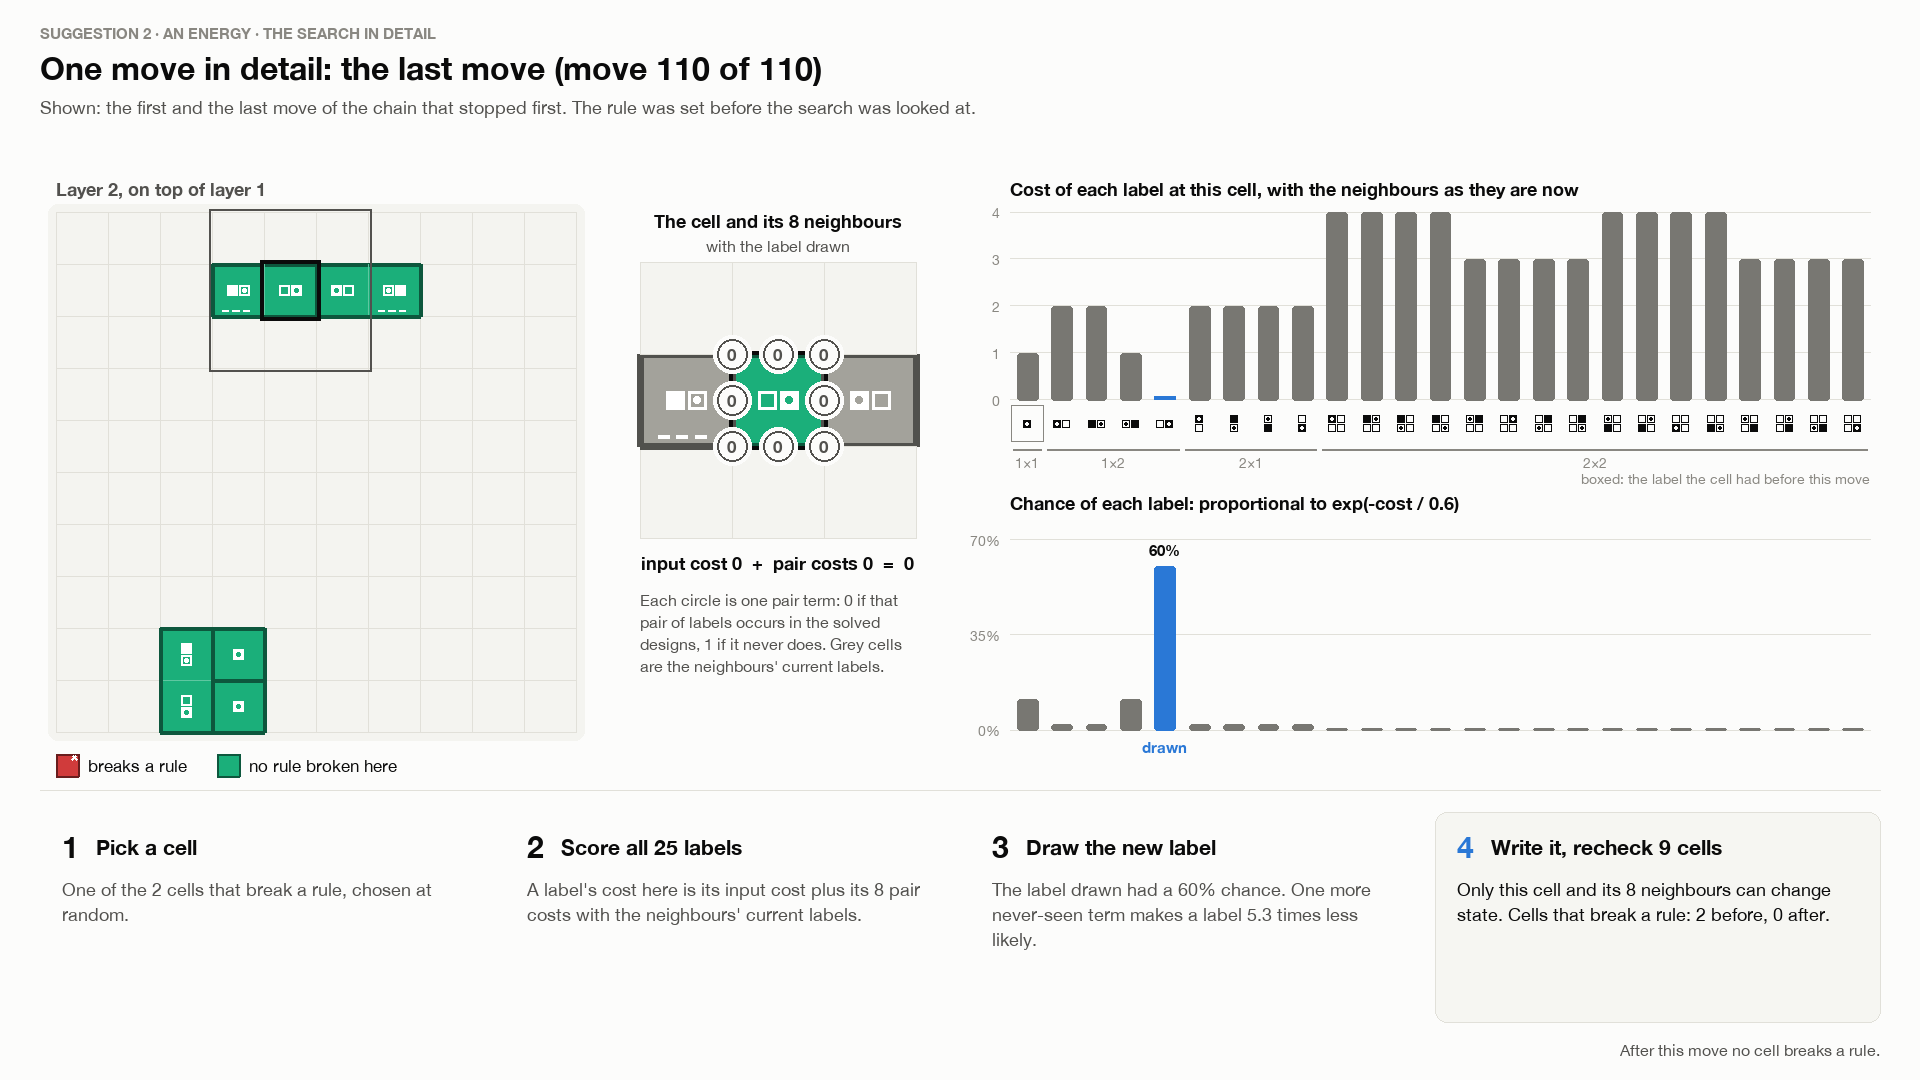 SUGGESTION 2 · AN ENERGY · THE SEARCH IN DETAIL
One move in detail: the last move (move 110 of 110)
Shown: the first and the last move of the chain that stopped first. The rule was set before the search was looked at.
Layer 2, on top of layer 1
breaks a rule
no rule broken here
The cell and its 8 neighbours
with the label drawn
0 0 0
0 0
0 0 0
input cost 0 + pair costs 0 = 0
Each circle is one pair term: 0 if that
pair of labels occurs in the solved
designs, 1 if it never does. Grey cells
are the neighbours' current labels.
Cost of each label at this cell, with the neighbours as they are now
4
3
2
1
0
1×1 1×2 2×1 2×2
boxed: the label the cell had before this move
Chance of each label: proportional to exp(-cost / 0.6)
70%
60%
35%
0%
drawn
1 Pick a cell
One of the 2 cells that break a rule, chosen at
random.
2 Score all 25 labels
A label's cost here is its input cost plus its 8 pair
costs with the neighbours' current labels.
3 Draw the new label
The label drawn had a 60% chance. One more
never-seen term makes a label 5.3 times less
likely.
4 Write it, recheck 9 cells
Only this cell and its 8 neighbours can change
state. Cells that break a rule: 2 before, 0 after.
After this move no cell breaks a rule.